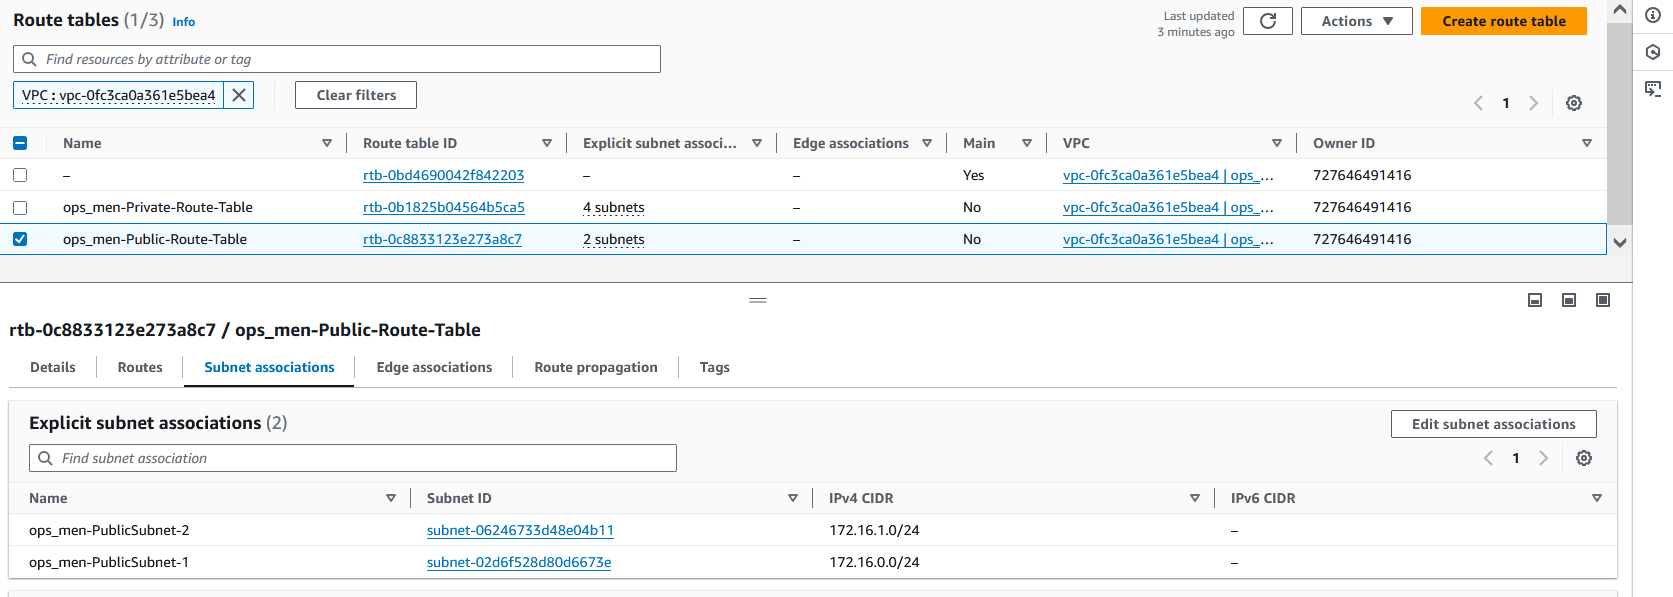 Route tables (1/3) Info
Last updated
3 minutes ago
Actions
Create route table
Find resources by attribute or tag
VPC : vpc-0fc3ca0a361e5bea4
Clear filters
1
Name Route table ID Explicit subnet associ... Edge associations Main VPC Owner ID
– rtb-0bd4690042f842203 – – Yes vpc-0fc3ca0a361e5bea4 | ops_... 727646491416
ops_men-Private-Route-Table rtb-0b1825b04564b5ca5 4 subnets – No vpc-0fc3ca0a361e5bea4 | ops_... 727646491416
ops_men-Public-Route-Table rtb-0c8833123e273a8c7 2 subnets – No vpc-0fc3ca0a361e5bea4 | ops_... 727646491416
rtb-0c8833123e273a8c7 / ops_men-Public-Route-Table
Details Routes Subnet associations Edge associations Route propagation Tags
Explicit subnet associations (2)
Edit subnet associations
Find subnet association
1
Name Subnet ID IPv4 CIDR IPv6 CIDR
ops_men-PublicSubnet-2 subnet-06246733d48e04b11 172.16.1.0/24 –
ops_men-PublicSubnet-1 subnet-02d6f528d80d6673e 172.16.0.0/24 –